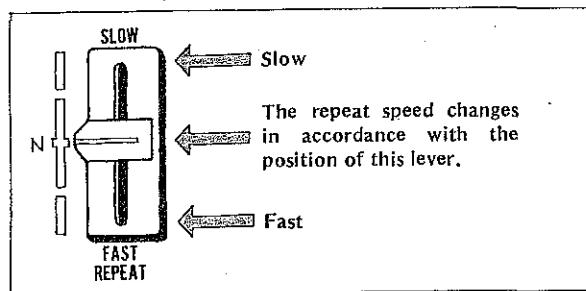 SLOW
Slow
N
The repeat speed changes
in accordance with the
position of this lever.
Fast
FAST
REPEAT